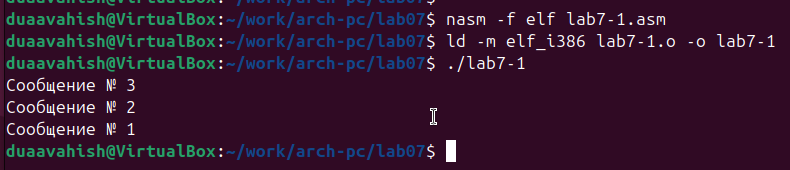 duaavahish@VirtualBox:~/work/arch-pc/lab07$ nasm -f elf lab7-1.asm
duaavahish@VirtualBox:~/work/arch-pc/lab07$ ld -m elf_i386 lab7-1.o -o lab7-1
duaavahish@VirtualBox:~/work/arch-pc/lab07$ ./lab7-1
Сообщение № 3
Сообщение № 2
Сообщение № 1
duaavahish@VirtualBox:~/work/arch-pc/lab07$